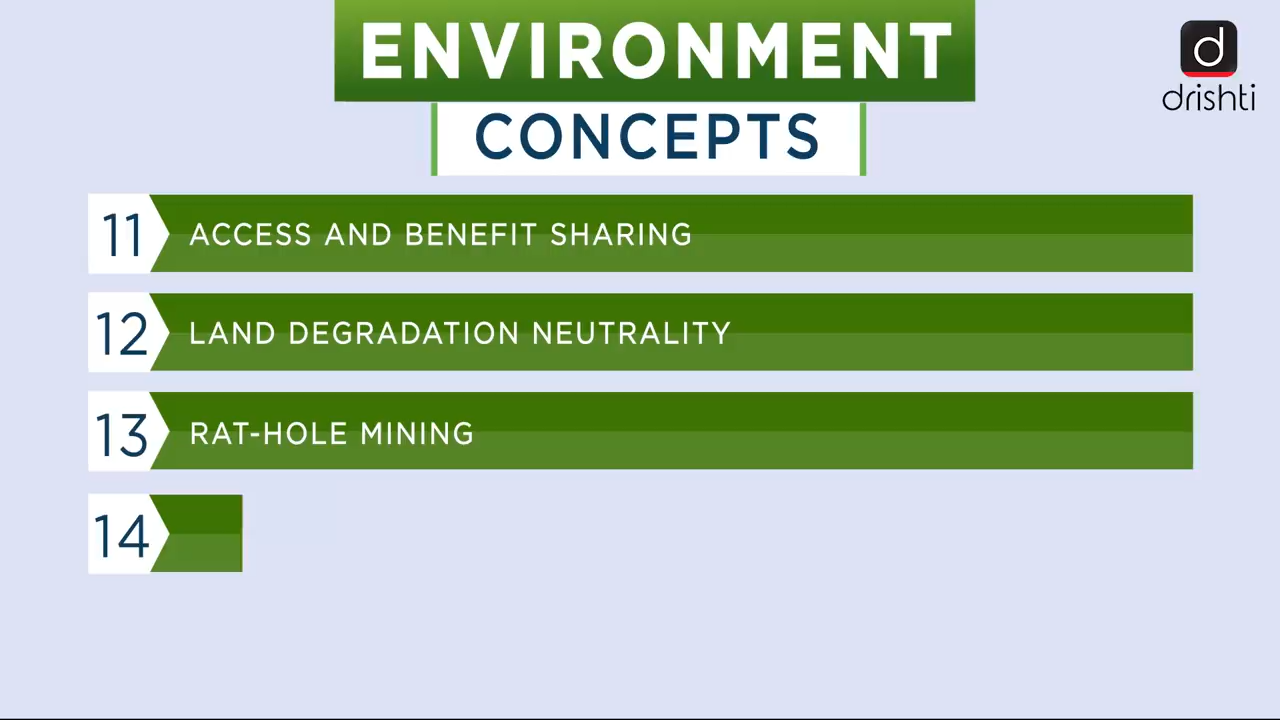 ENVIRONMENT
d
drishti
CONCEPTS
11 ACCESS AND BENEFIT SHARING
12 LAND DEGRADATION NEUTRALITY
13 RAT-HOLE MINING
14